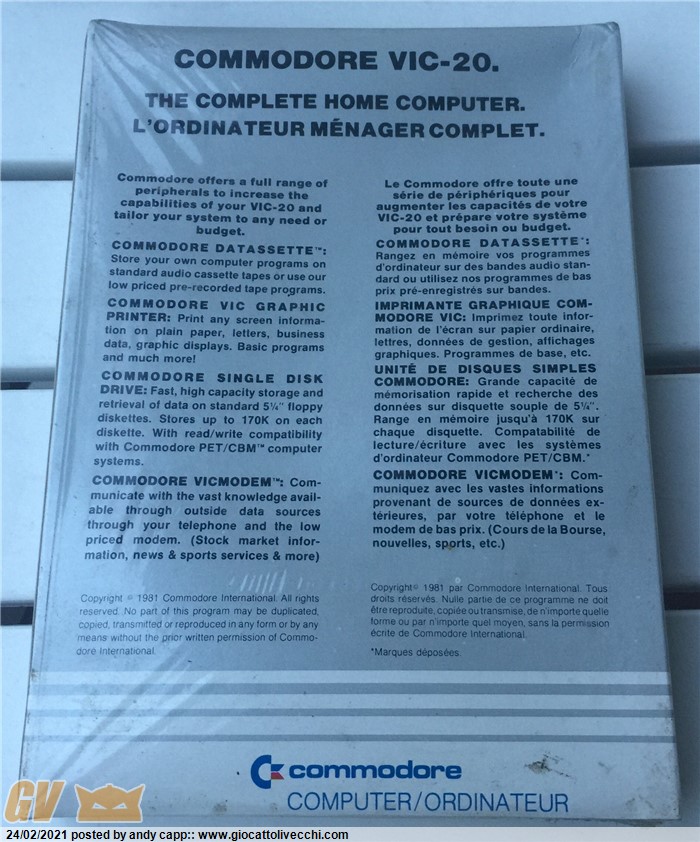 COMMODORE VIC-20.
THE COMPLETE HOME COMPUTER.
L'ORDINATEUR MÉNAGER COMPLET.
Commodore offers a full range of
peripherals to increase the
capabilities of your VIC-20 and
tailor your system to any need or
budget.
COMMODORE DATASSETTE™:
Store your own computer programs on
standard audio cassette tapes or use our
low priced pre-recorded tape programs.
COMMODORE VIC GRAPHIC
PRINTER: Print any screen informa-
tion on plain paper, letters, business
data, graphic displays. Basic programs
and much more!
COMMODORE SINGLE DISK
DRIVE: Fast, high capacity storage and
retrieval of data on standard 5¼" floppy
diskettes. Stores up to 170K on each
diskette. With read/write compatibility
with Commodore PET/CBM™ computer
systems.
COMMODORE VICMODEM™: Com-
municate with the vast knowledge avail-
able through outside data sources
through your telephone and the low
priced modem. (Stock market infor-
mation, news & sports services & more)
Copyright © 1981 Commodore International. All rights
reserved. No part of this program may be duplicated,
copied, transmitted or reproduced in any form or by any
means without the prior written permission of Commo-
dore International.
Le Commodore offre toute une
série de périphériques pour
augmenter les capacités de votre
VIC-20 et prépare votre système
pour tout besoin ou budget.
COMMODORE DATASSETTE*:
Rangez en mémoire vos programmes
d'ordinateur sur des bandes audio stan-
dard ou utilisez nos programmes de bas
prix pré-enregistrés sur bandes.
IMPRIMANTE GRAPHIQUE COM-
MODORE VIC: Imprimez toute infor-
mation de l'écran sur papier ordinaire,
lettres, données de gestion, affichages
graphiques. Programmes de base, etc.
UNITÉ DE DISQUES SIMPLES
COMMODORE: Grande capacité de
mémorisation rapide et recherche des
données sur disquette souple de 5¼".
Range en mémoire jusqu'à 170K sur
chaque disquette. Compatabilité de
lecture/écriture avec les systèmes
d'ordinateur Commodore PET/CBM.*
COMMODORE VICMODEM*: Com-
muniquez avec les vastes informations
provenant de sources de données ex-
térieures, par votre téléphone et le
modem de bas prix. (Cours de la Bourse,
nouvelles, sports, etc.)
Copyright© 1981 par Commodore International. Tous
droits réservés. Nulle partie de ce programme ne doit
être reproduite, copiée ou transmise, de n'importe quelle
forme ou par n'importe quel moyen, sans la permission
écrite de Commodore International.
*Marques déposées.
commodore
COMPUTER/ORDINATEUR
GV
24/02/2021 posted by andy capp:: www.giocattolivecchi.com